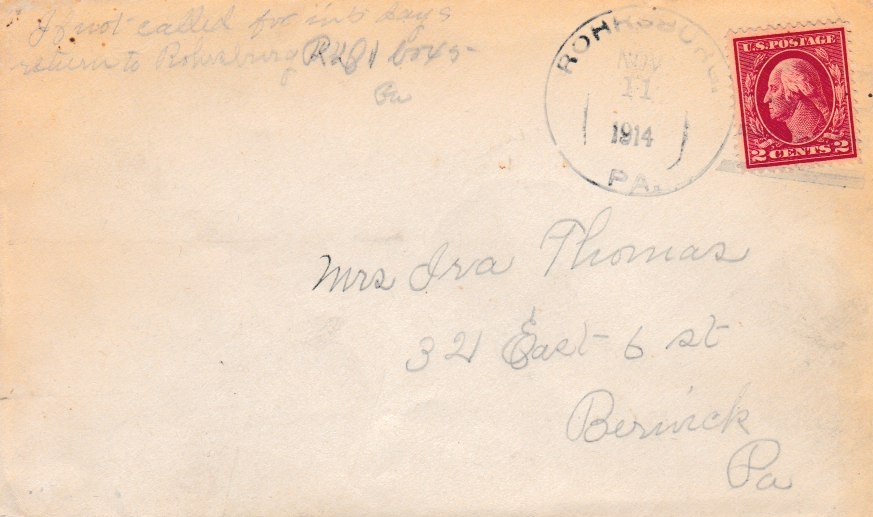 If not called for in 5 days
return to Rohrsburg R#1 box 5
Pa
ROHRSBURG
NOV
11
1914
PA.
U.S. POSTAGE
2 CENTS 2
Mrs Ira Thomas
321 East 6 st
Berwick
Pa